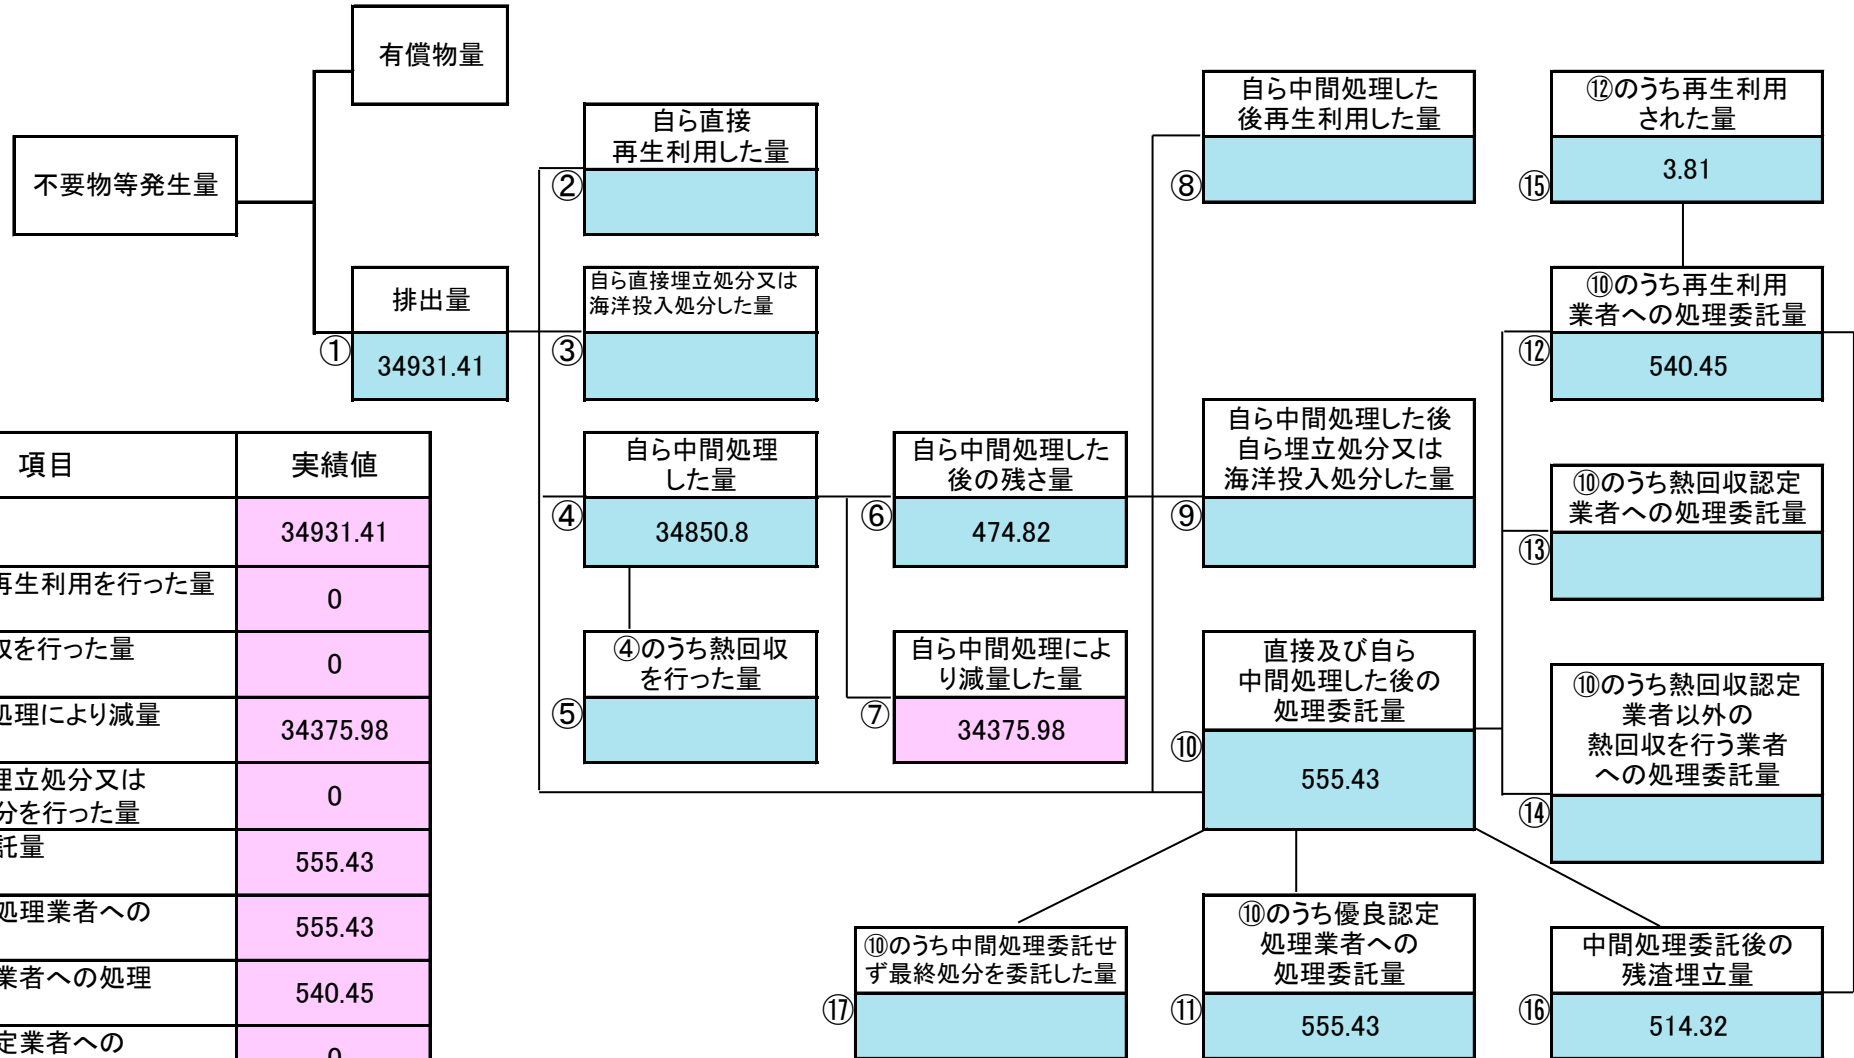 有償物量
不要物等発生量
排出量
①
34931.41
自ら直接
再生利用した量
②
自ら直接埋立処分又は
海洋投入処分した量
③
自ら中間処理
した量
④
34850.8
④のうち熱回収
を行った量
⑤
自ら中間処理した
後の残さ量
⑥
474.82
自ら中間処理によ
り減量した量
⑦
34375.98
自ら中間処理した
後再生利用した量
⑧
自ら中間処理した後
自ら埋立処分又は
海洋投入処分した量
⑨
直接及び自ら
中間処理した後の
処理委託量
⑩
555.43
⑫のうち再生利用
された量
⑮
3.81
⑩のうち再生利用
業者への処理委託量
⑫
540.45
⑩のうち熱回収認定
業者への処理委託量
⑬
⑩のうち熱回収認定
業者以外の
熱回収を行う業者
への処理委託量
⑭
⑩のうち中間処理委託せ
ず最終処分を委託した量
⑰
⑩のうち優良認定
処理業者への
処理委託量
⑪
555.43
中間処理委託後の
残渣埋立量
⑯
514.32
項目 実績値
34931.41
再生利用を行った量 0
を行った量 0
処理により減量 34375.98
埋立処分又は
を行った量 0
託量 555.43
処理業者への 555.43
業者への処理 540.45
定業者への